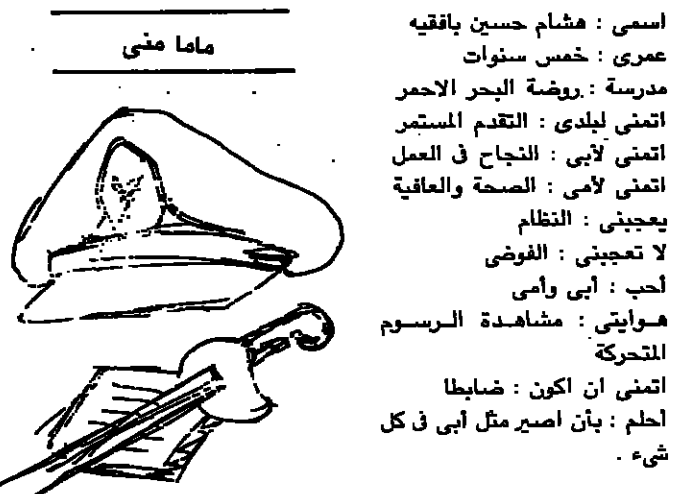 ماما منى
اسمى : هشام حسين بافقيه
عمرى : خمس سنوات
مدرسة : روضة البحر الاحمر
اتمنى لبلدى : التقدم المستمر
اتمنى لأبى : النجاح فى العمل
اتمنى لأمى : الصحة والعافية
يعجبنى : النظام
لا تعجبنى : الفوضى
أحب : أبى وأمى
هـوايتى : مشاهـدة الـرسـوم
المتحركة
اتمنى ان اكون : ضابطا
أحلم : بأن اصير مثل أبى فى كل
شىء .